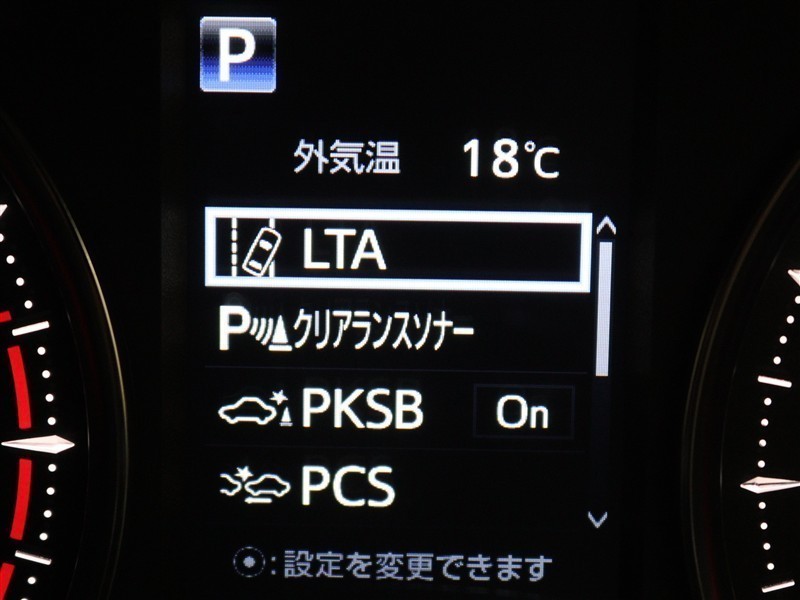 P
外気温 18℃
LTA
Pクリアランスソナー
PKSB On
PCS
:設定を変更できます